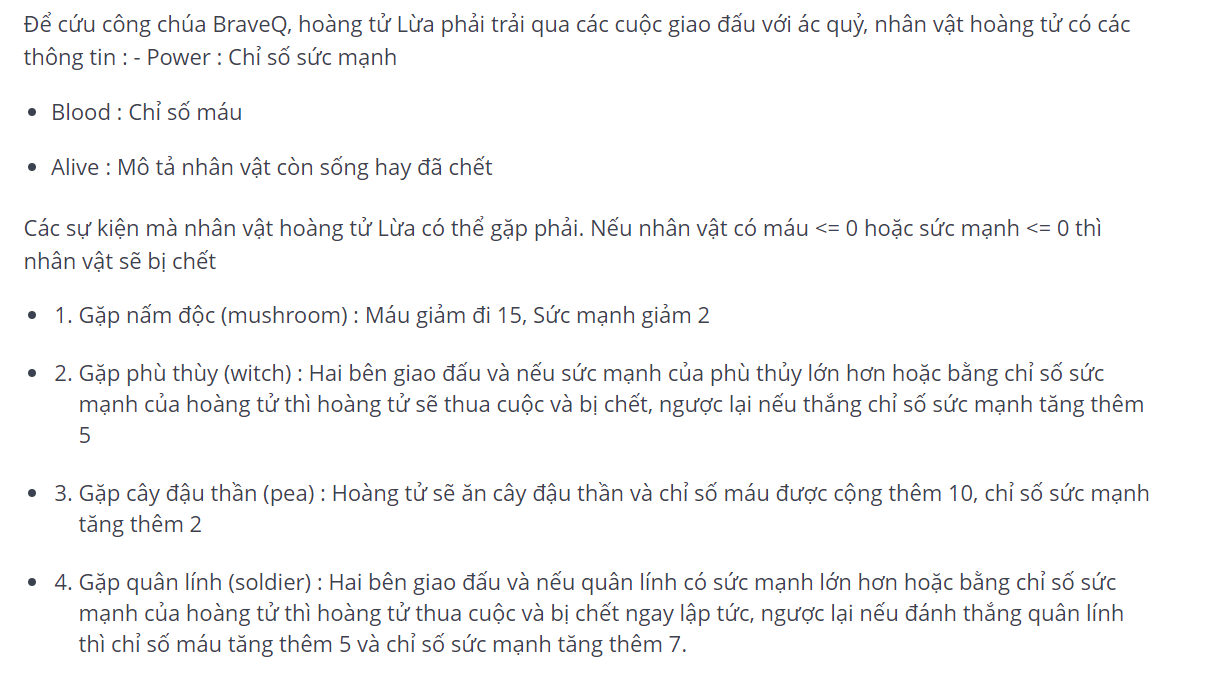 Để cứu công chúa BraveQ, hoàng tử Lừa phải trải qua các cuộc giao đấu với ác quỷ, nhân vật hoàng tử có các
thông tin : - Power : Chỉ số sức mạnh
• Blood : Chỉ số máu
• Alive : Mô tả nhân vật còn sống hay đã chết
Các sự kiện mà nhân vật hoàng tử Lừa có thể gặp phải. Nếu nhân vật có máu <= 0 hoặc sức mạnh <= 0 thì
nhân vật sẽ bị chết
• 1. Gặp nấm độc (mushroom) : Máu giảm đi 15, Sức mạnh giảm 2
• 2. Gặp phù thùy (witch) : Hai bên giao đấu và nếu sức mạnh của phù thủy lớn hơn hoặc bằng chỉ số sức
mạnh của hoàng tử thì hoàng tử sẽ thua cuộc và bị chết, ngược lại nếu thắng chỉ số sức mạnh tăng thêm
5
• 3. Gặp cây đậu thần (pea) : Hoàng tử sẽ ăn cây đậu thần và chỉ số máu được cộng thêm 10, chỉ số sức mạnh
tăng thêm 2
• 4. Gặp quân lính (soldier) : Hai bên giao đấu và nếu quân lính có sức mạnh lớn hơn hoặc bằng chỉ số sức
mạnh của hoàng tử thì hoàng tử thua cuộc và bị chết ngay lập tức, ngược lại nếu đánh thắng quân lính
thì chỉ số máu tăng thêm 5 và chỉ số sức mạnh tăng thêm 7.